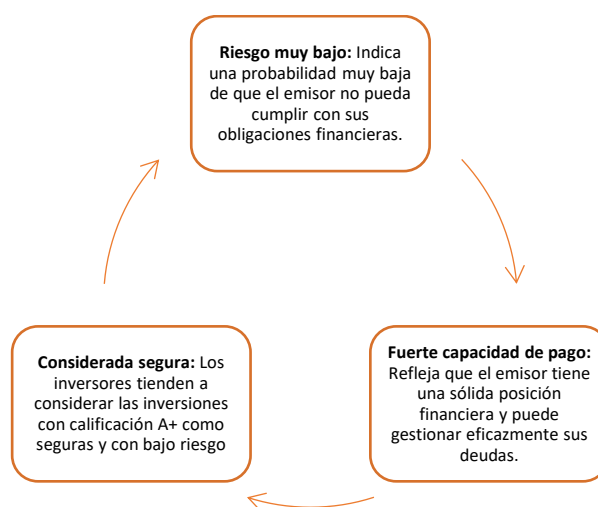 Riesgo muy bajo: Indica
una probabilidad muy baja
de que el emisor no pueda
cumplir con sus
obligaciones financieras.
Fuerte capacidad de pago:
Refleja que el emisor tiene
una sólida posición
financiera y puede
gestionar eficazmente sus
deudas.
Considerada segura: Los
inversores tienden a
considerar las inversiones
con calificación A+ como
seguras y con bajo riesgo